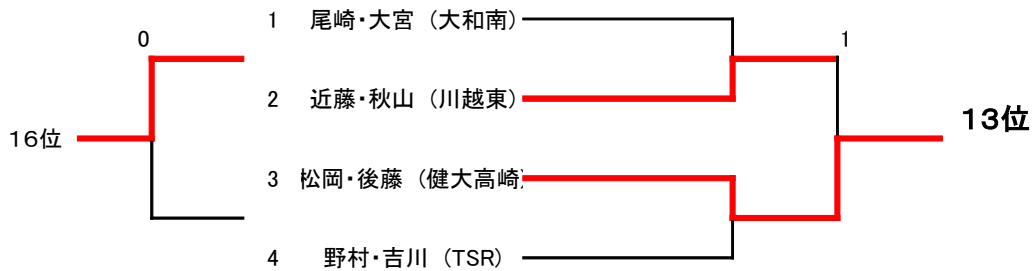 1 尾崎・大宮 (大和南)
0
1
2 近藤・秋山 (川越東)
13位
16位
3 松岡・後藤 (健大高崎)
4 野村・吉川 (TSR)